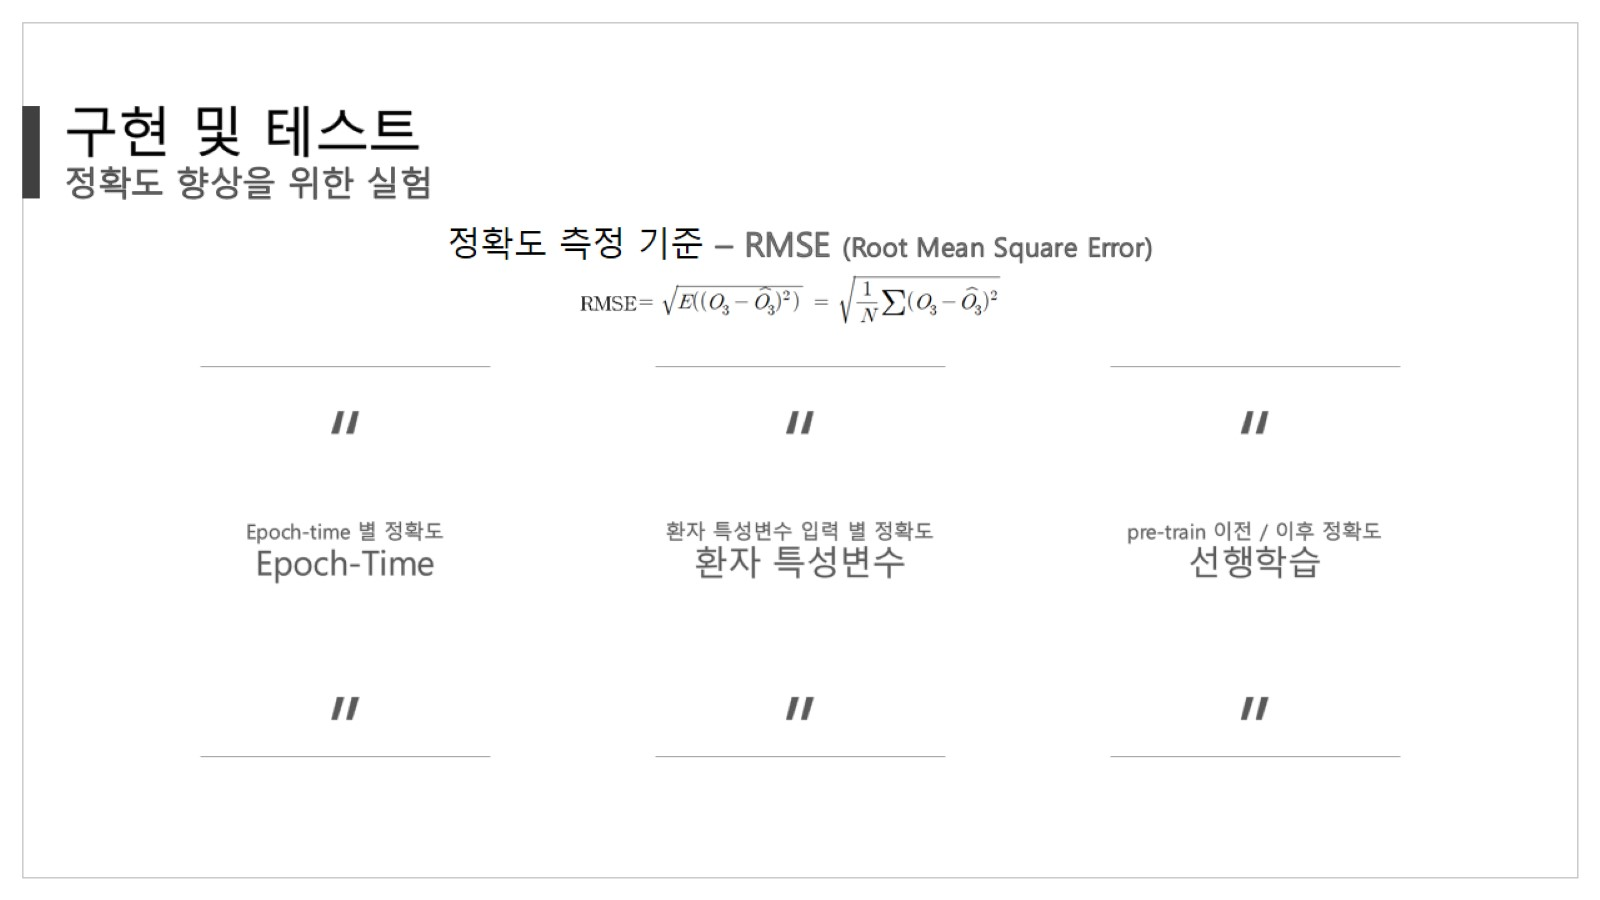 구현 및 테스트
정확도 향상을 위한 실험
정확도 측정 기준 – RMSE (Root Mean Square Error)
RMSE= √E((O₃ − Ô₃)²) = √(1/N ∑(O₃ − Ô₃)²)
" " "
Epoch-time 별 정확도
Epoch-Time
환자 특성변수 입력 별 정확도
환자 특성변수
pre-train 이전 / 이후 정확도
선행학습
" " "